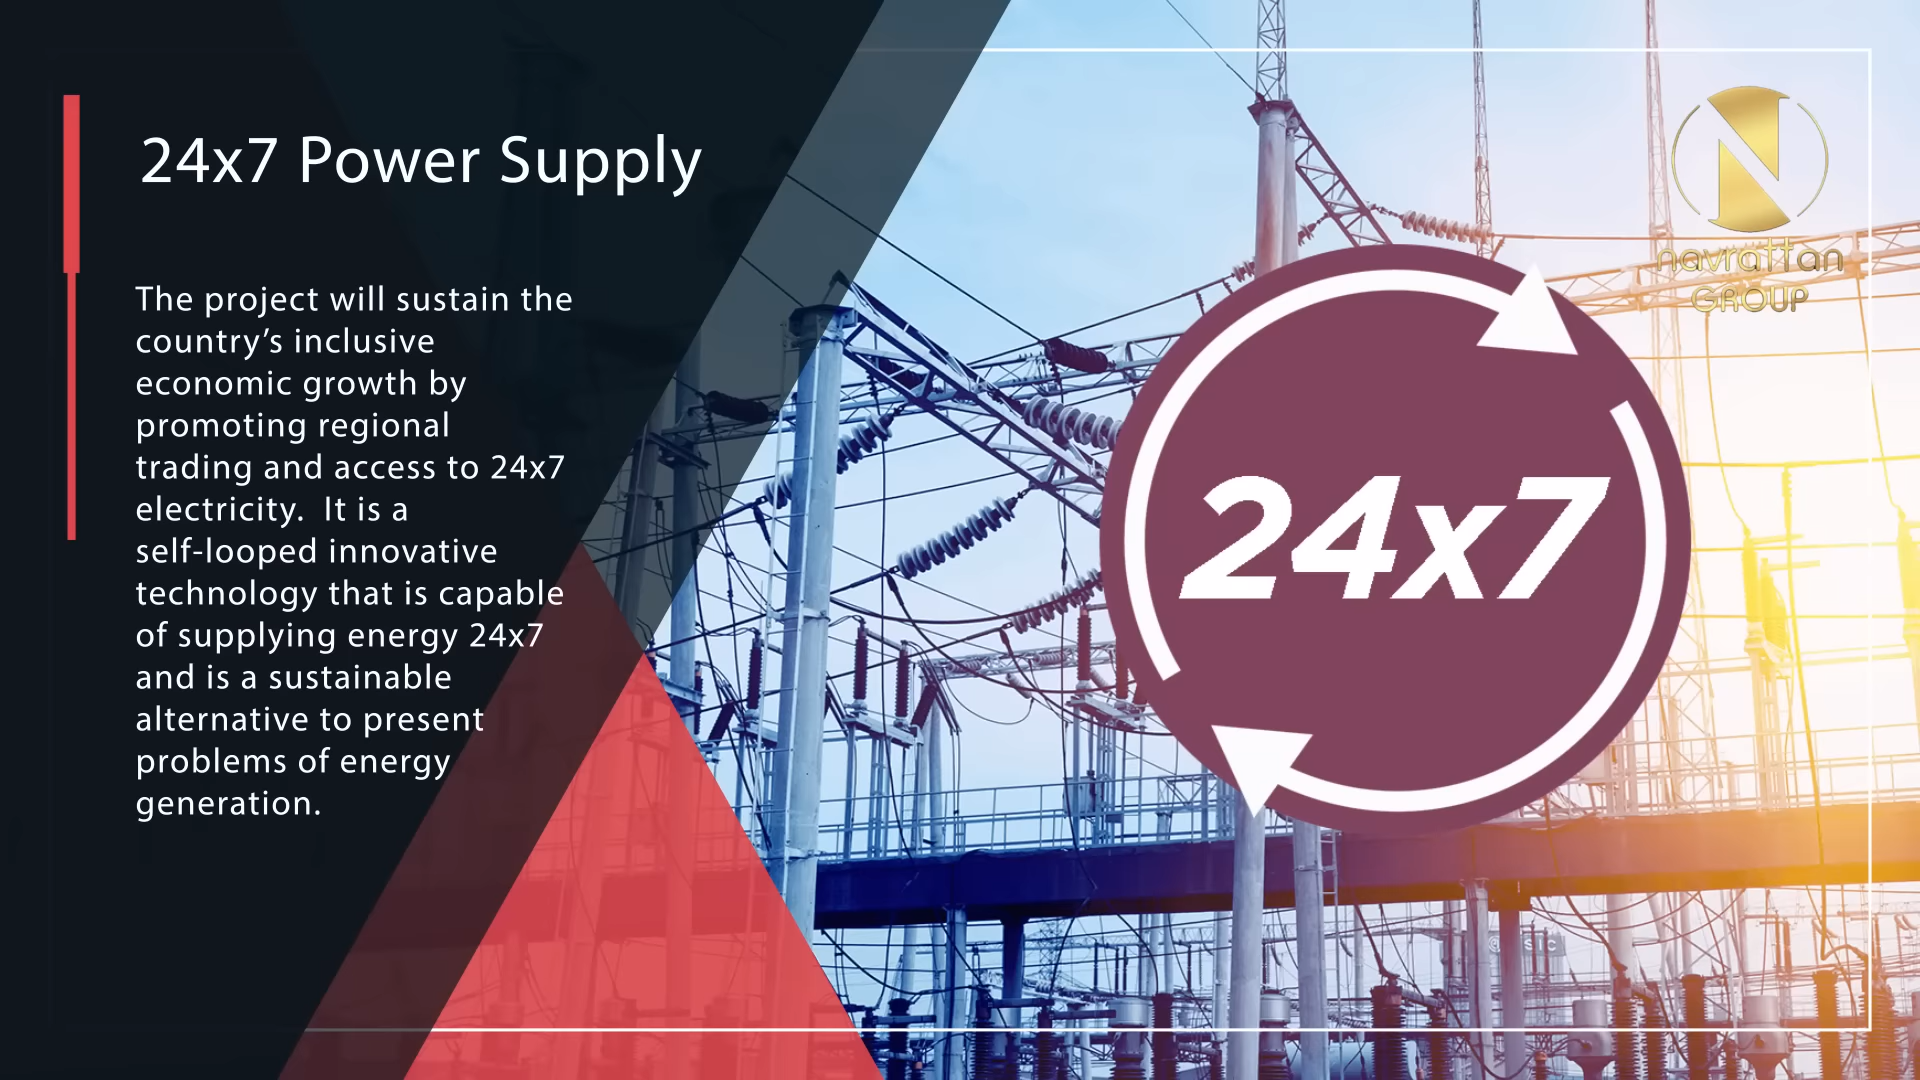 24x7 Power Supply
The project will sustain the
country’s inclusive
economic growth by
promoting regional
trading and access to 24x7
electricity.  It is a
self-looped innovative
technology that is capable
of supplying energy 24x7
and is a sustainable
alternative to present
problems of energy
generation.
navrattan
GROUP
24x7